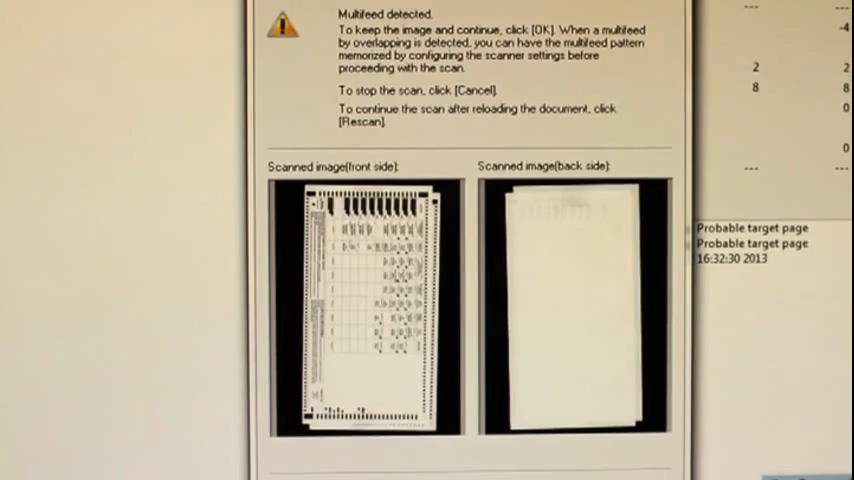 Multifeed detected.
To keep the image and continue, click [OK]. When a multifeed
by overlapping is detected, you can have the multifeed pattern
memorized by configuring the scanner settings before
proceeding with the scan.
To stop the scan, click [Cancel].
To continue the scan after reloading the document, click
[Rescan].
Scanned image(front side):
Scanned image(back side):
--- ---
-4
2 2
8 8
0
0
--- ---
Probable target page
Probable target page
16:32:30 2013